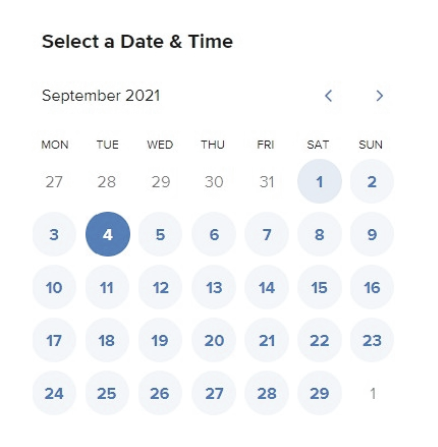 Select a Date & Time
September 2021
MON TUE WED THU FRI SAT SUN
27 28 29 30 31 1 2
3 4 5 6 7 8 9
10 11 12 13 14 15 16
17 18 19 20 21 22 23
24 25 26 27 28 29 1